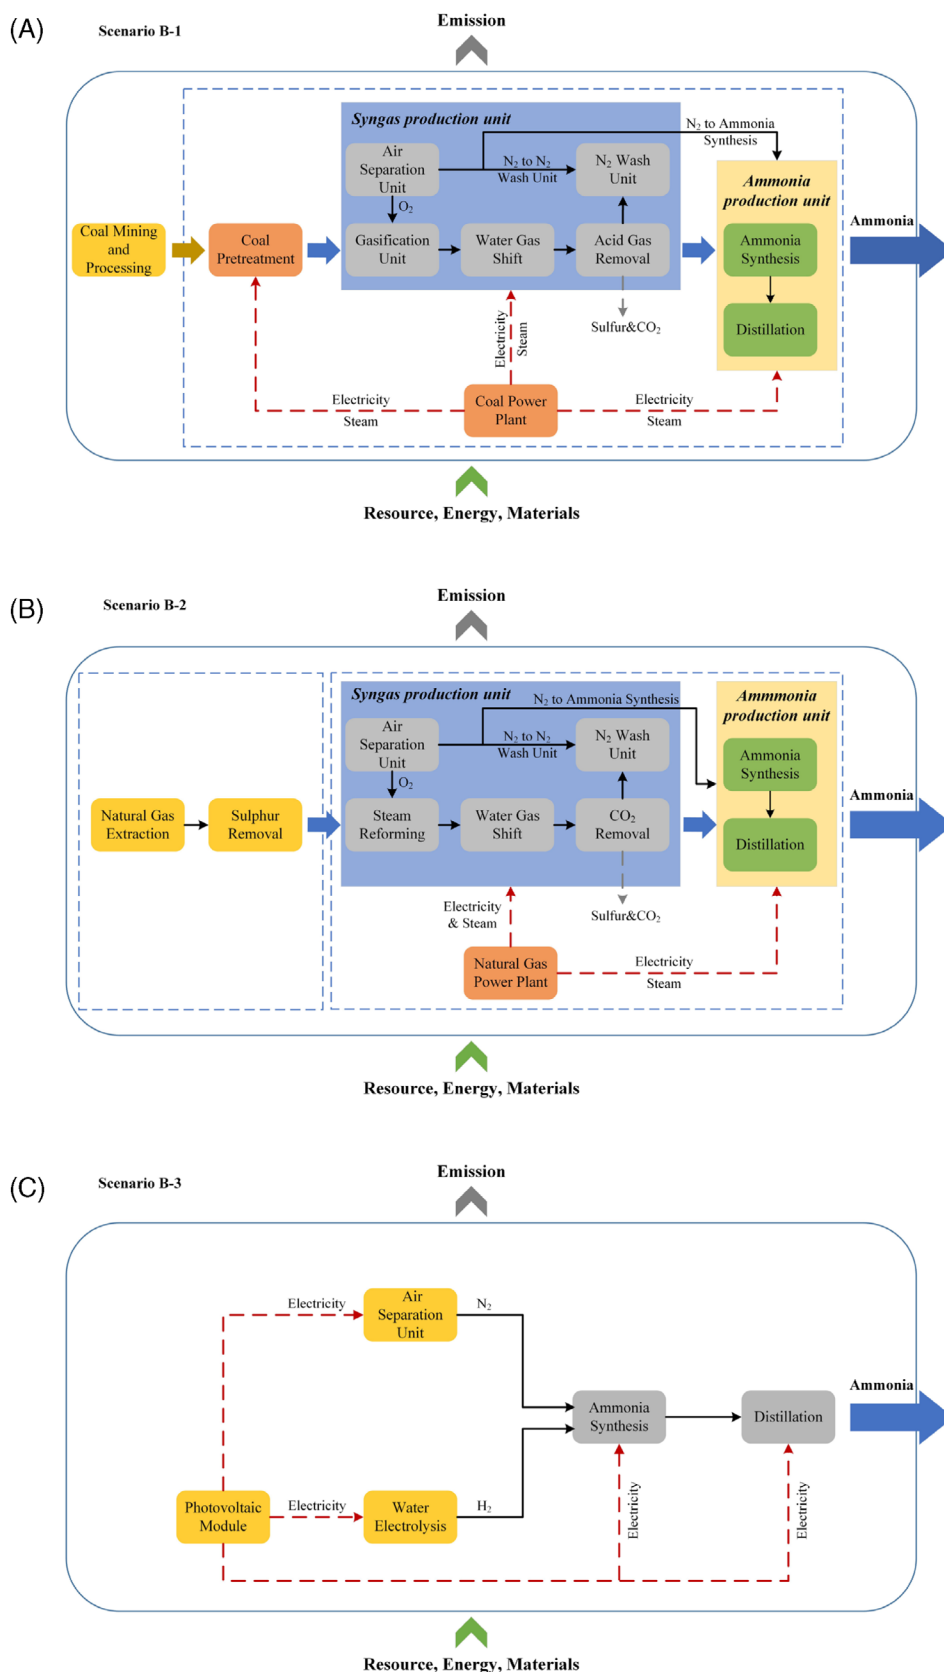 (A)
Scenario B-1
Emission
Syngas production unit
N2 to Ammonia
Synthesis
Air
Separation
Unit
N2 to N2
Wash Unit
N2 Wash
Unit
Ammonia
production unit
O2
Coal Mining
and
Processing
Coal
Pretreatment
Gasification
Unit
Water Gas
Shift
Acid Gas
Removal
Ammonia
Synthesis
Ammonia
Sulfur&CO2
Distillation
Electricity
Steam
Electricity
Steam
Coal Power
Plant
Electricity
Steam
Resource, Energy, Materials
(B)
Scenario B-2
Emission
Syngas production unit
N2 to Ammonia Synthesis
Air
Separation
Unit
N2 to N2
Wash Unit
N2 Wash
Unit
Ammmonia
production unit
O2
Natural Gas
Extraction
Sulphur
Removal
Steam
Reforming
Water Gas
Shift
CO2
Removal
Ammonia
Synthesis
Distillation
Ammonia
Electricity
& Steam
Sulfur&CO2
Natural Gas
Power Plant
Electricity
Steam
Resource, Energy, Materials
(C)
Scenario B-3
Emission
Electricity
Air
Separation
Unit
N2
Ammonia
Synthesis
Distillation
Ammonia
Photovoltaic
Module
Electricity
Water
Electrolysis
H2
Electricity
Electricity
Resource, Energy, Materials